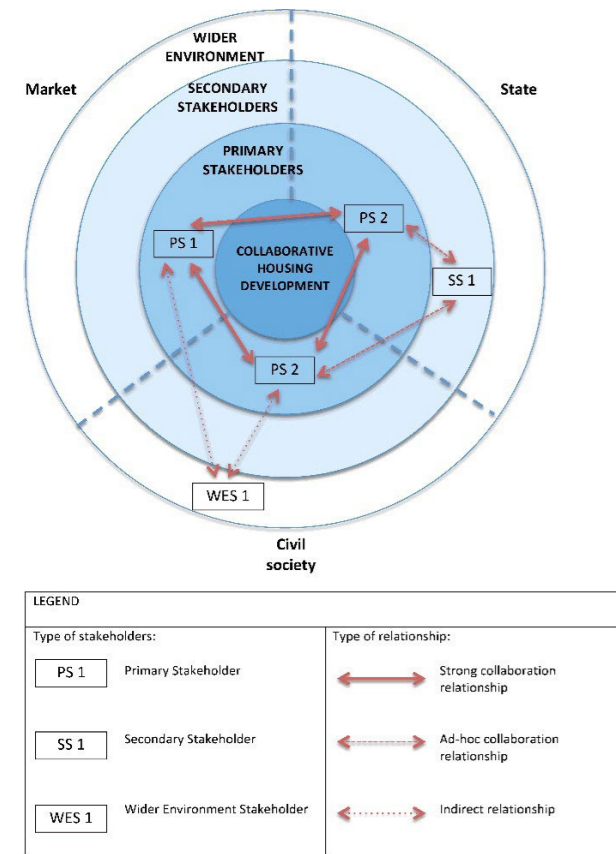 WIDER
ENVIRONMENT
Market
State
SECONDARY
STAKEHOLDERS
PRIMARY
STAKEHOLDERS
PS 2
PS 1
COLLABORATIVE
HOUSING
DEVELOPMENT
SS 1
PS 2
WES 1
Civil
society
LEGEND
Type of stakeholders:
Type of relationship:
PS 1
Primary Stakeholder
Strong collaboration
relationship
SS 1
Secondary Stakeholder
Ad-hoc collaboration
relationship
WES 1
Wider Environment Stakeholder
Indirect relationship